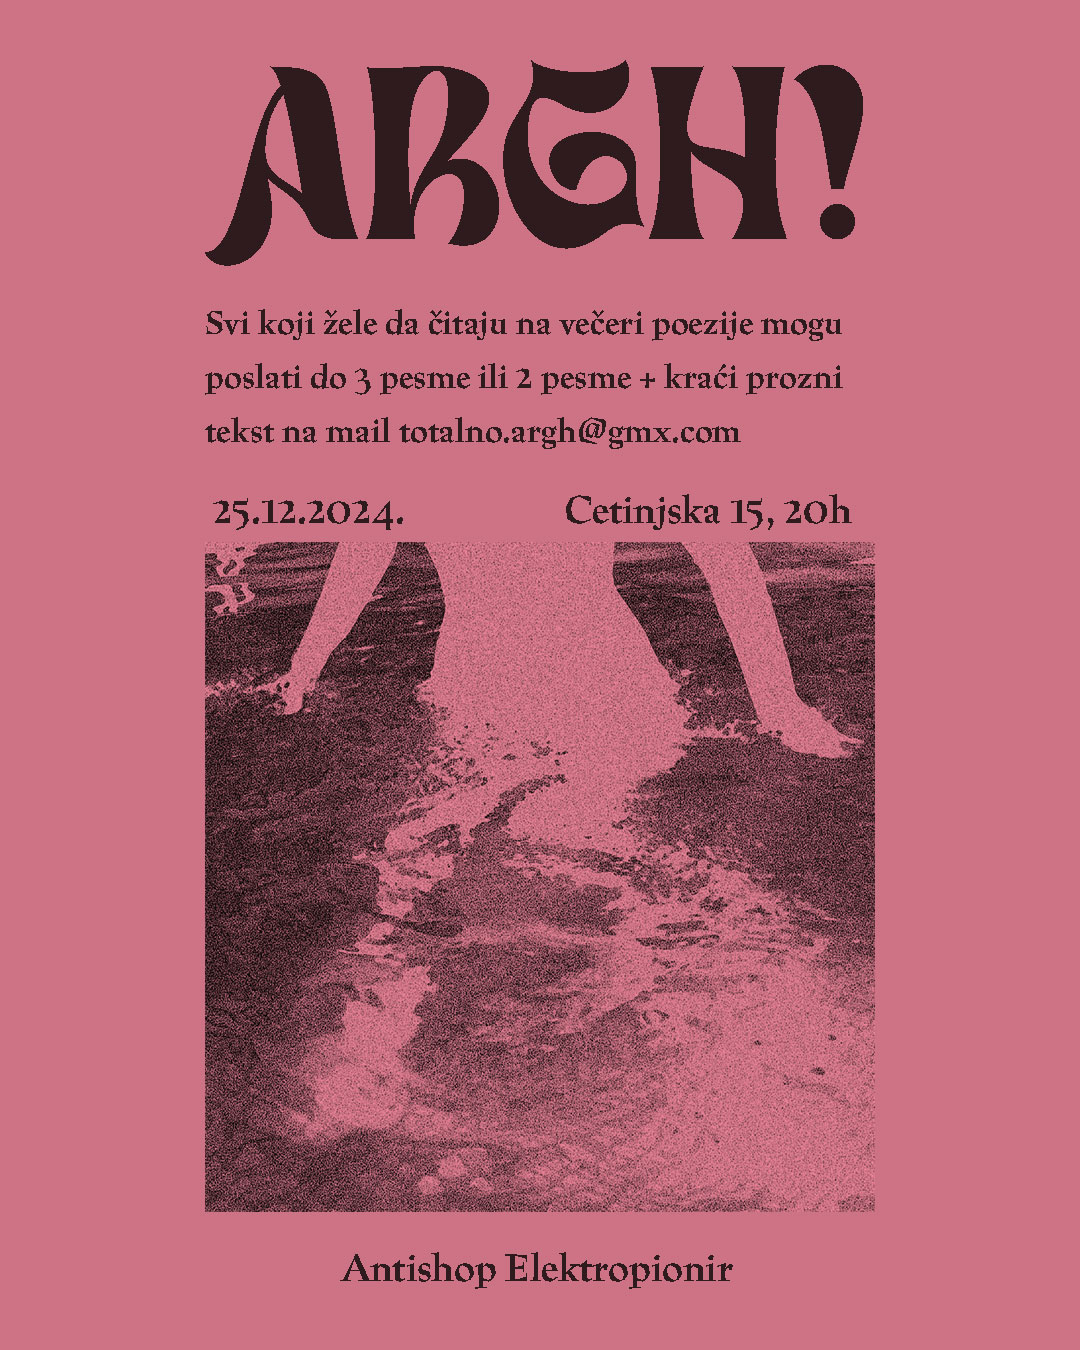 ARGH!
Svi koji žele da čitaju na večeri poezije mogu
poslati do 3 pesme ili 2 pesme + kraći prozni
tekst na mail totalno.argh@gmx.com
25.12.2024. Cetinjska 15, 20h
Antishop Elektropionir